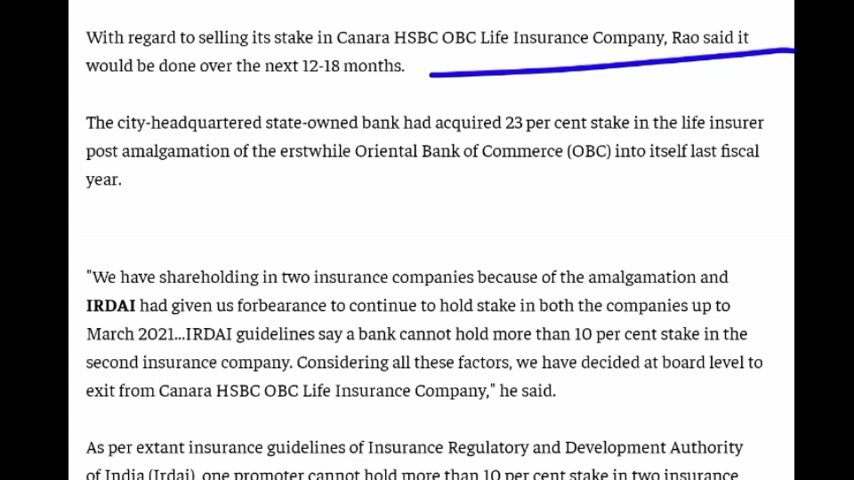 With regard to selling its stake in Canara HSBC OBC Life Insurance Company, Rao said it
would be done over the next 12-18 months.
The city-headquartered state-owned bank had acquired 23 per cent stake in the life insurer
post amalgamation of the erstwhile Oriental Bank of Commerce (OBC) into itself last fiscal
year.
"We have shareholding in two insurance companies because of the amalgamation and
IRDAI had given us forbearance to continue to hold stake in both the companies up to
March 2021...IRDAI guidelines say a bank cannot hold more than 10 per cent stake in the
second insurance company. Considering all these factors, we have decided at board level to
exit from Canara HSBC OBC Life Insurance Company," he said.
As per extant insurance guidelines of Insurance Regulatory and Development Authority
of India (Irdai), one promoter cannot hold more than 10 per cent stake in two insurance